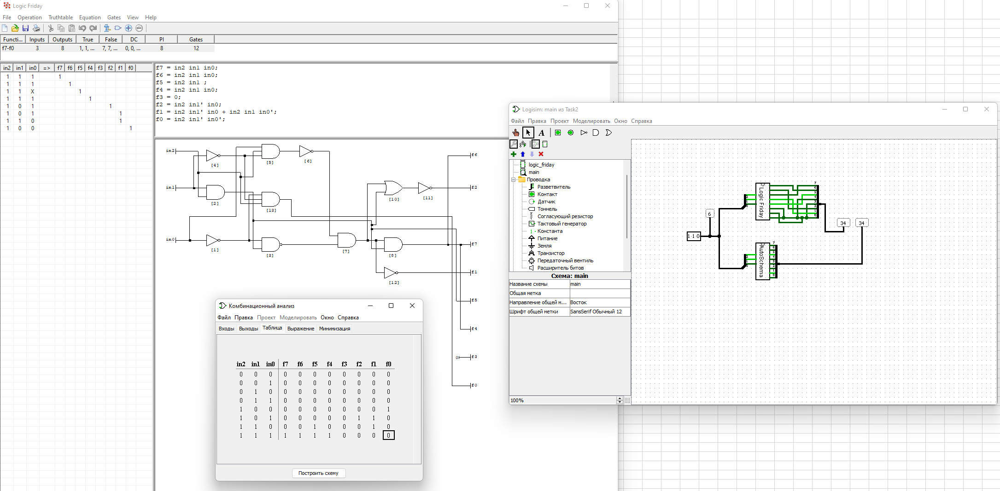 Logic Friday
File Operation Truthtable Equation Gates View Help
Functi... Inputs Outputs True False DC PI Gates
f7-f0 3 8 1, 1, ... 7, 7, ... 0, 0, ... 8 12
in2 in1 in0 => f7 f6 f5 f4 f3 f2 f1 f0
1 1 1 1
1 1 1 1
1 1 X 1
1 1 1 1
1 0 1 1
1 0 1 1
1 1 0 1
1 0 0 1
f7 = in2 in1 in0;
f6 = in2 in1 in0;
f5 = in2 in1 ;
f4 = in2 in1 in0;
f3 = 0;
f2 = in2 in1' in0;
f1 = in2 in1' in0 + in2 in1 in0';
f0 = in2 in1' in0';
in2
[4]
[5]
[6]
f6
in1
[2]
[13]
[10]
[11]
f2
in0
[1]
[3]
[7]
[8]
f7
[12]
f1
f5
f4
0
f3
f0
Комбинационный анализ
Файл Правка Проект Моделировать Окно Справка
Входы Выходы Таблица Выражение Минимизация
in2 in1 in0 f7 f6 f5 f4 f3 f2 f1 f0
0 0 0 0 0 0 0 0 0 0 0
0 0 1 0 0 0 0 0 0 0 0
0 1 0 0 0 0 0 0 0 0 0
0 1 1 0 0 0 0 0 0 0 0
1 0 0 0 0 0 0 0 0 0 1
1 0 1 0 0 0 0 0 1 1 0
1 1 0 0 0 1 0 0 0 1 0
1 1 1 1 1 1 1 0 0 0 0
Построить схему
Logisim: main из Task2
Файл Правка Проект Моделировать Окно Справка
A
logic_friday
main
Проводка
Разветвитель
Контакт
Датчик
Тоннель
Согласующий резистор
Тактовый генератор
Константа
Питание
Земля
Транзистор
Передаточный вентиль
Расширитель битов
Схема: main
Название схемы main
Общая метка
Направление общей м... Восток
Шрифт общей метки SansSerif Обычный 12
100%
6
1 1 0
Logic Friday
34
34
AutoSchema